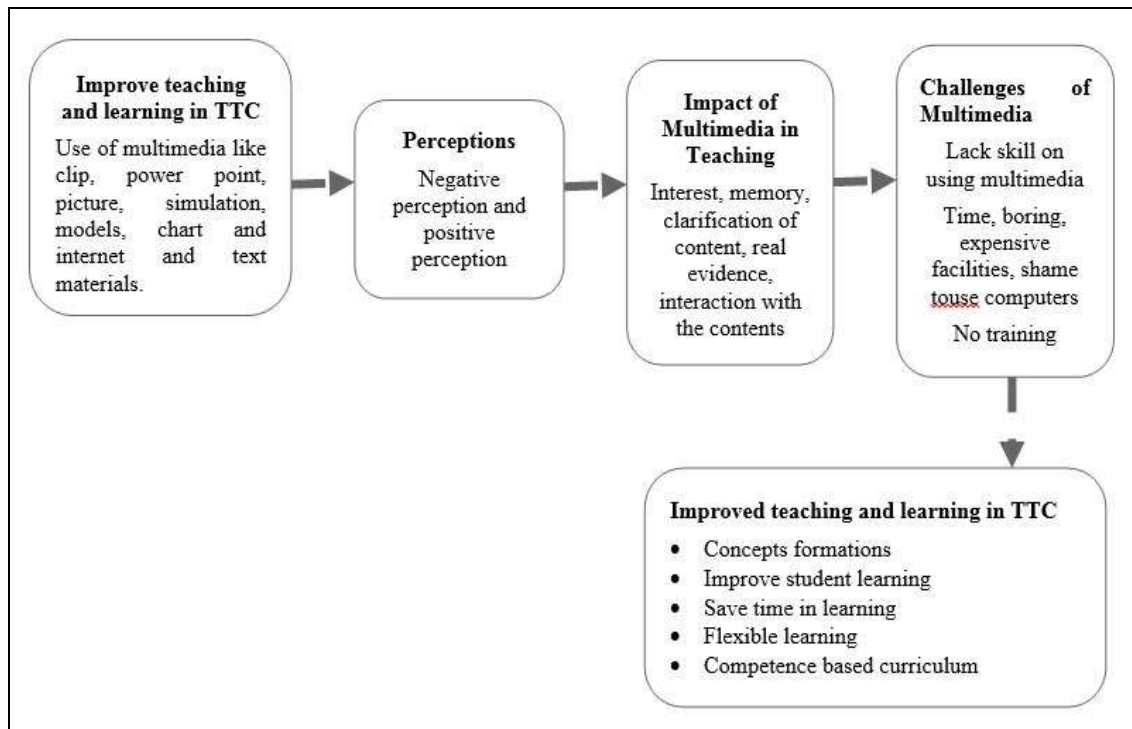 Improve teaching
and learning in TTC
Use of multimedia like
clip, power point,
picture, simulation,
models, chart and
internet and text
materials.
Perceptions
Negative
perception and
positive
perception
Impact of
Multimedia in
Teaching
Interest, memory,
clarification of
content, real
evidence,
interaction with
the contents
Challenges of
Multimedia
Lack skill on
using multimedia
Time, boring,
expensive
facilities, shame
touse computers
No training
Improved teaching and learning in TTC
• Concepts formations
• Improve student learning
• Save time in learning
• Flexible learning
• Competence based curriculum